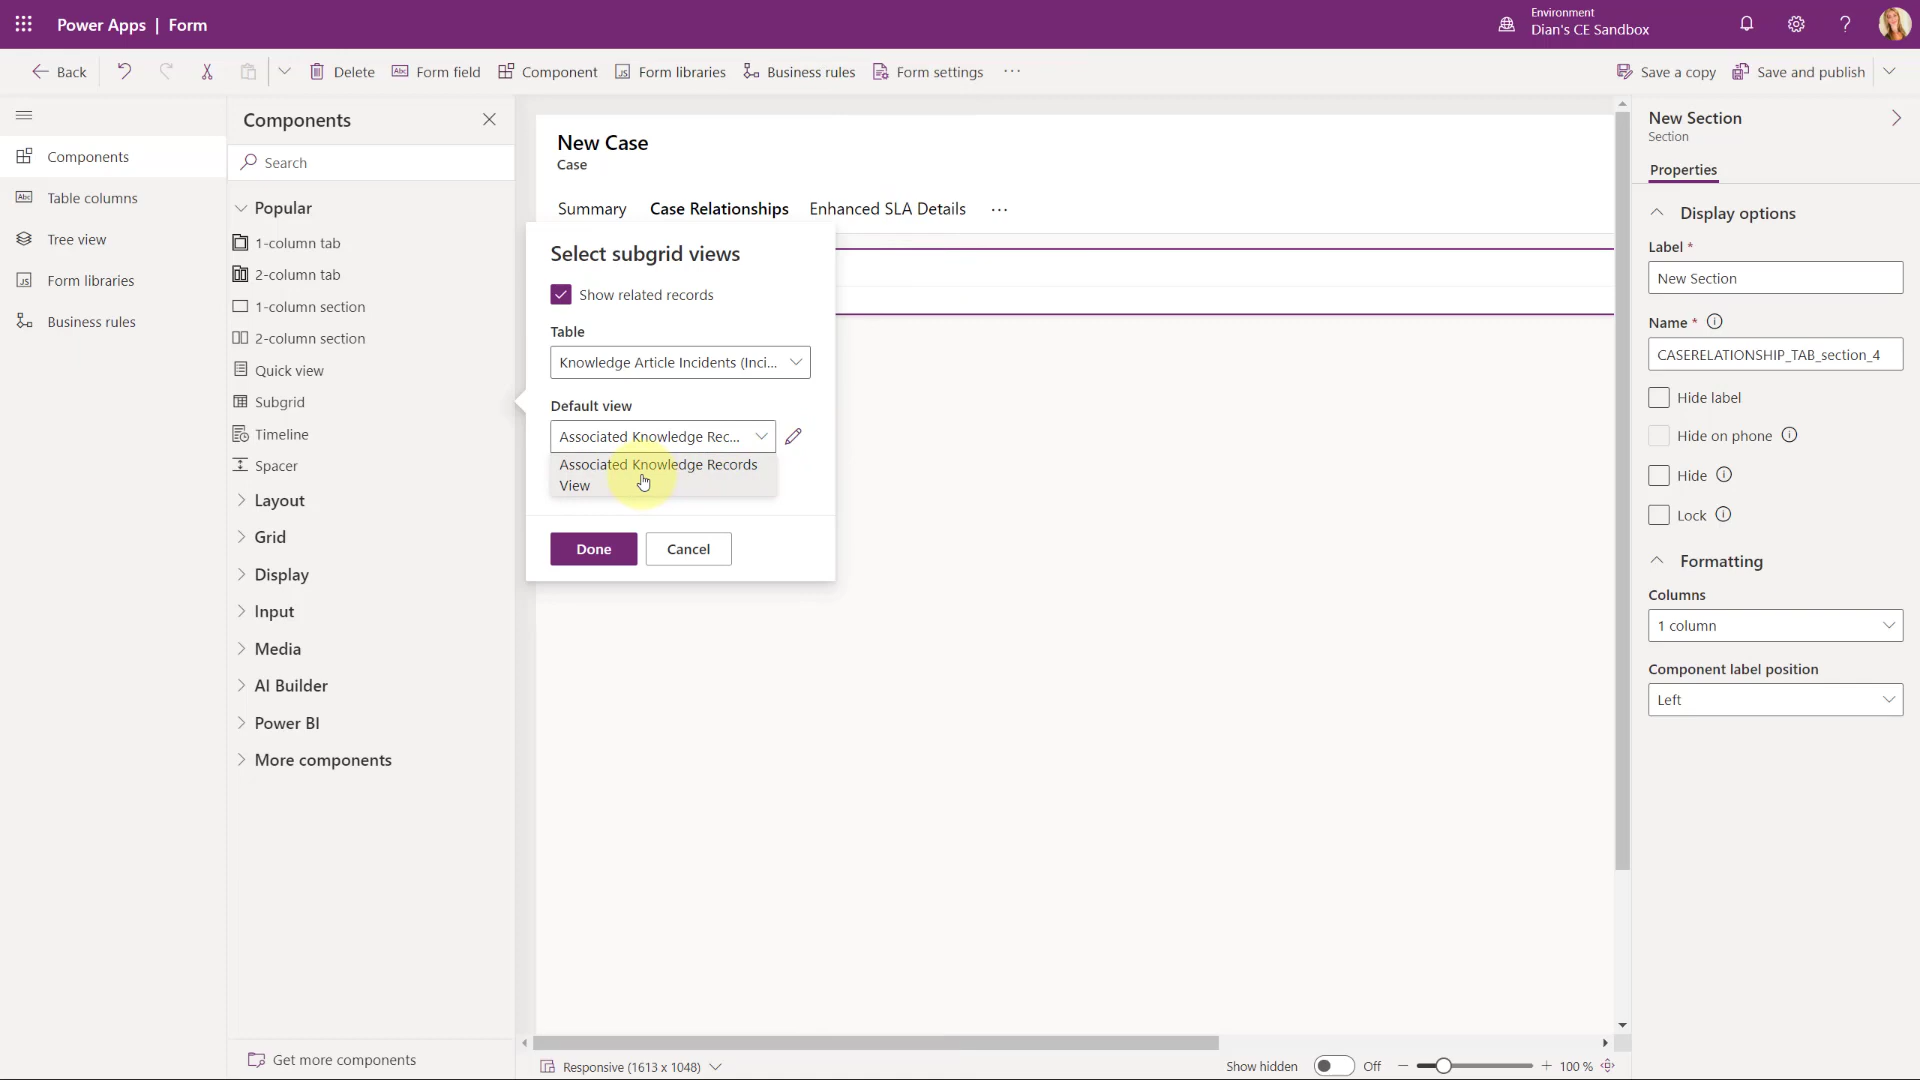 Power Apps | Form
Environment
Dian's CE Sandbox
Back
Delete
Abc
Form field
Component
JS
Form libraries
Business rules
Form settings
Save a copy
Save and publish
Components
Table columns
Tree view
Form libraries
Business rules
Components
Search
Popular
1-column tab
2-column tab
1-column section
2-column section
Quick view
Subgrid
Timeline
Spacer
Layout
Grid
Display
Input
Media
AI Builder
Power BI
More components
Get more components
New Case
Case
Summary
Case Relationships
Enhanced SLA Details
Select subgrid views
Show related records
Table
Knowledge Article Incidents (Inci...
Default view
Associated Knowledge Rec...
Associated Knowledge Records
View
Done
Cancel
Responsive (1613 x 1048)
Show hidden
Off
100 %
New Section
Section
Properties
Display options
Label *
New Section
Name *
CASERELATIONSHIP_TAB_section_4
Hide label
Hide on phone
Hide
Lock
Formatting
Columns
1 column
Component label position
Left